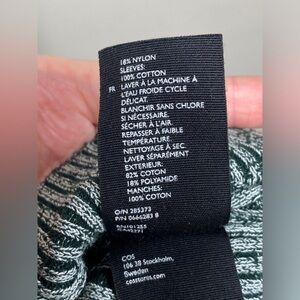 18% NYLON
SLEEVES:
100% COTTON
FR LAVER À LA MACHINE À
L'EAU FROIDE CYCLE
DÉLICAT.
BLANCHIR SANS CHLORE
SI NÉCESSAIRE.
SÉCHER À L'AIR.
REPASSER À FAIBLE
TEMPÉRATURE.
NETTOYAGE À SEC.
LAVER SÉPARÉMENT
EXTÉRIEUR:
82% COTON
18% POLYAMIDE
MANCHES:
100% COTON
O/N 285373
P/N 0666283 8
COS
106 38 Stockholm,
Sweden
cosstores.com